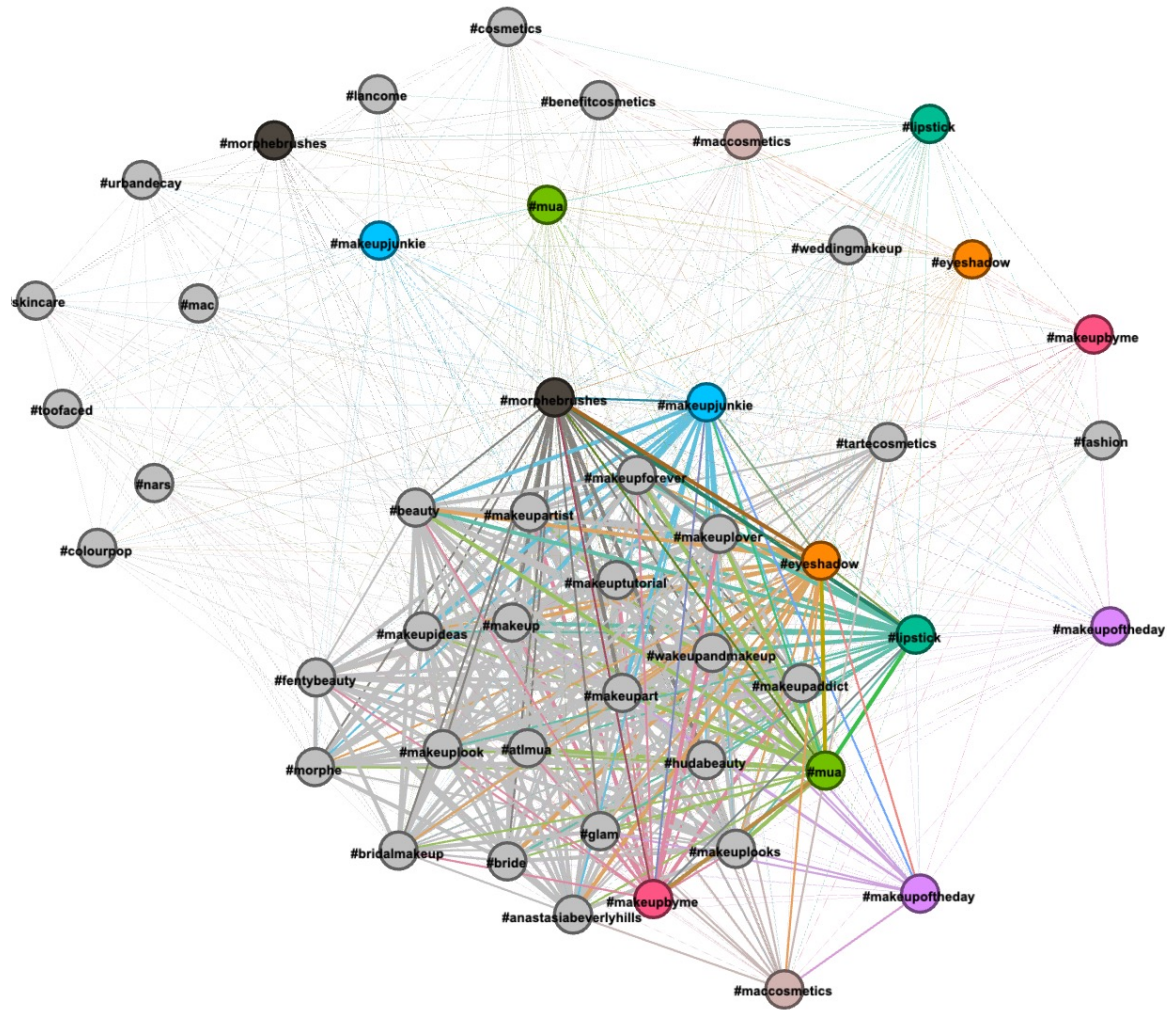 #cosmetics
#lancome
#benefitcosmetics
#lipstick
#morphebrushes
#maccosmetics
#urbandecay
#mua
#makeupjunkie
#weddingmakeup
#eyeshadow
skincare
#mac
#makeupbyme
#morphebrushes
#makeupjunkie
#toofaced
#tartecosmetics
#fashion
#makeupforever
#nars
#beauty
#makeupartist
#makeuplover
#colourpop
#eyeshadow
#makeuptutorial
#makeupideas
#makeup
#lipstick
#makeupoftheday
#wakeupandmakeup
#fentybeauty
#makeupaddict
#makeupart
#makeuplook
#atlmua
#hudabeauty
#morphe
#mua
#glam
#bridalmakeup
#bride
#makeuplooks
#makeupbyme
#makeupoftheday
#anastasiabeverlyhills
#maccosmetics